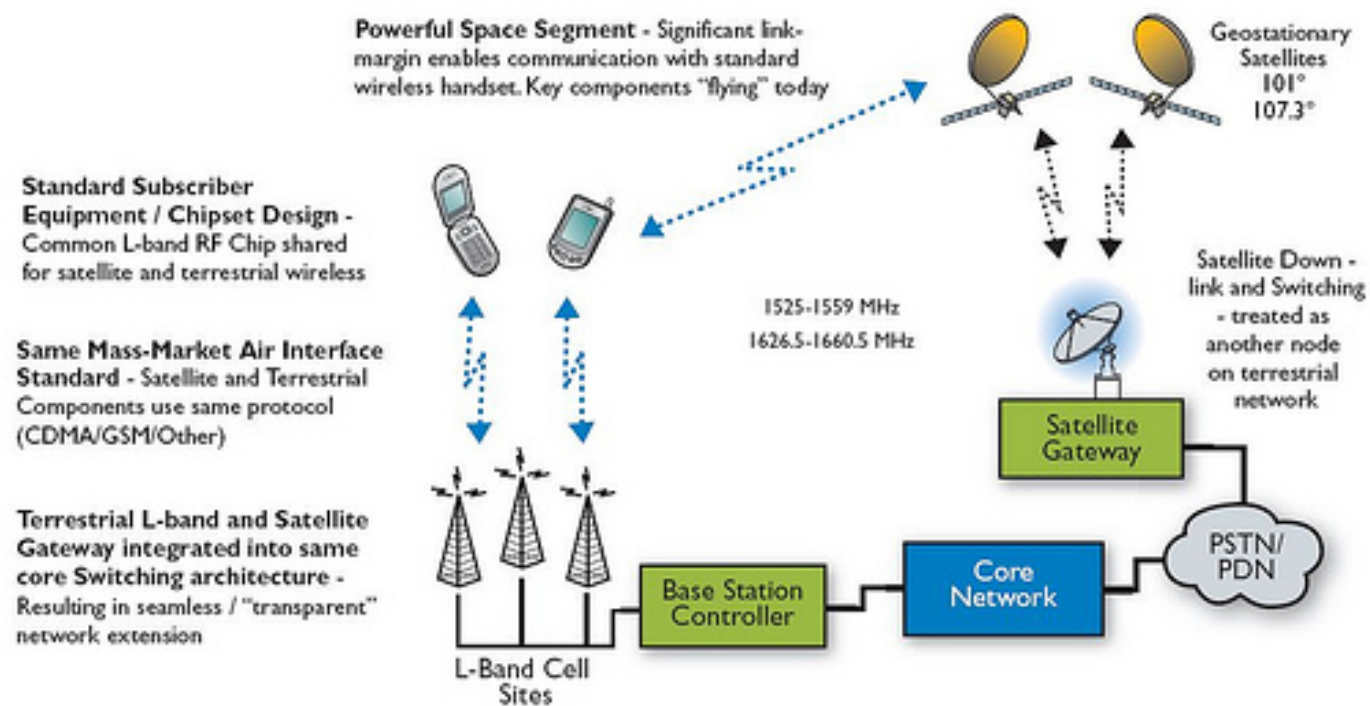 Powerful Space Segment - Significant link-
margin enables communication with standard
wireless handset. Key components "flying" today
Geostationary
Satellites
101°
107.3°
Standard Subscriber
Equipment / Chipset Design -
Common L-band RF Chip shared
for satellite and terrestrial wireless
1525-1559 MHz
1626.5-1660.5 MHz
Satellite Down -
link and Switching
- treated as
another node
on terrestrial
network
Same Mass-Market Air Interface
Standard - Satellite and Terrestrial
Components use same protocol
(CDMA/GSM/Other)
Satellite
Gateway
Terrestrial L-band and Satellite
Gateway integrated into same
core Switching architecture -
Resulting in seamless / "transparent"
network extension
PSTN/
PDN
Core
Network
Base Station
Controller
L-Band Cell
Sites